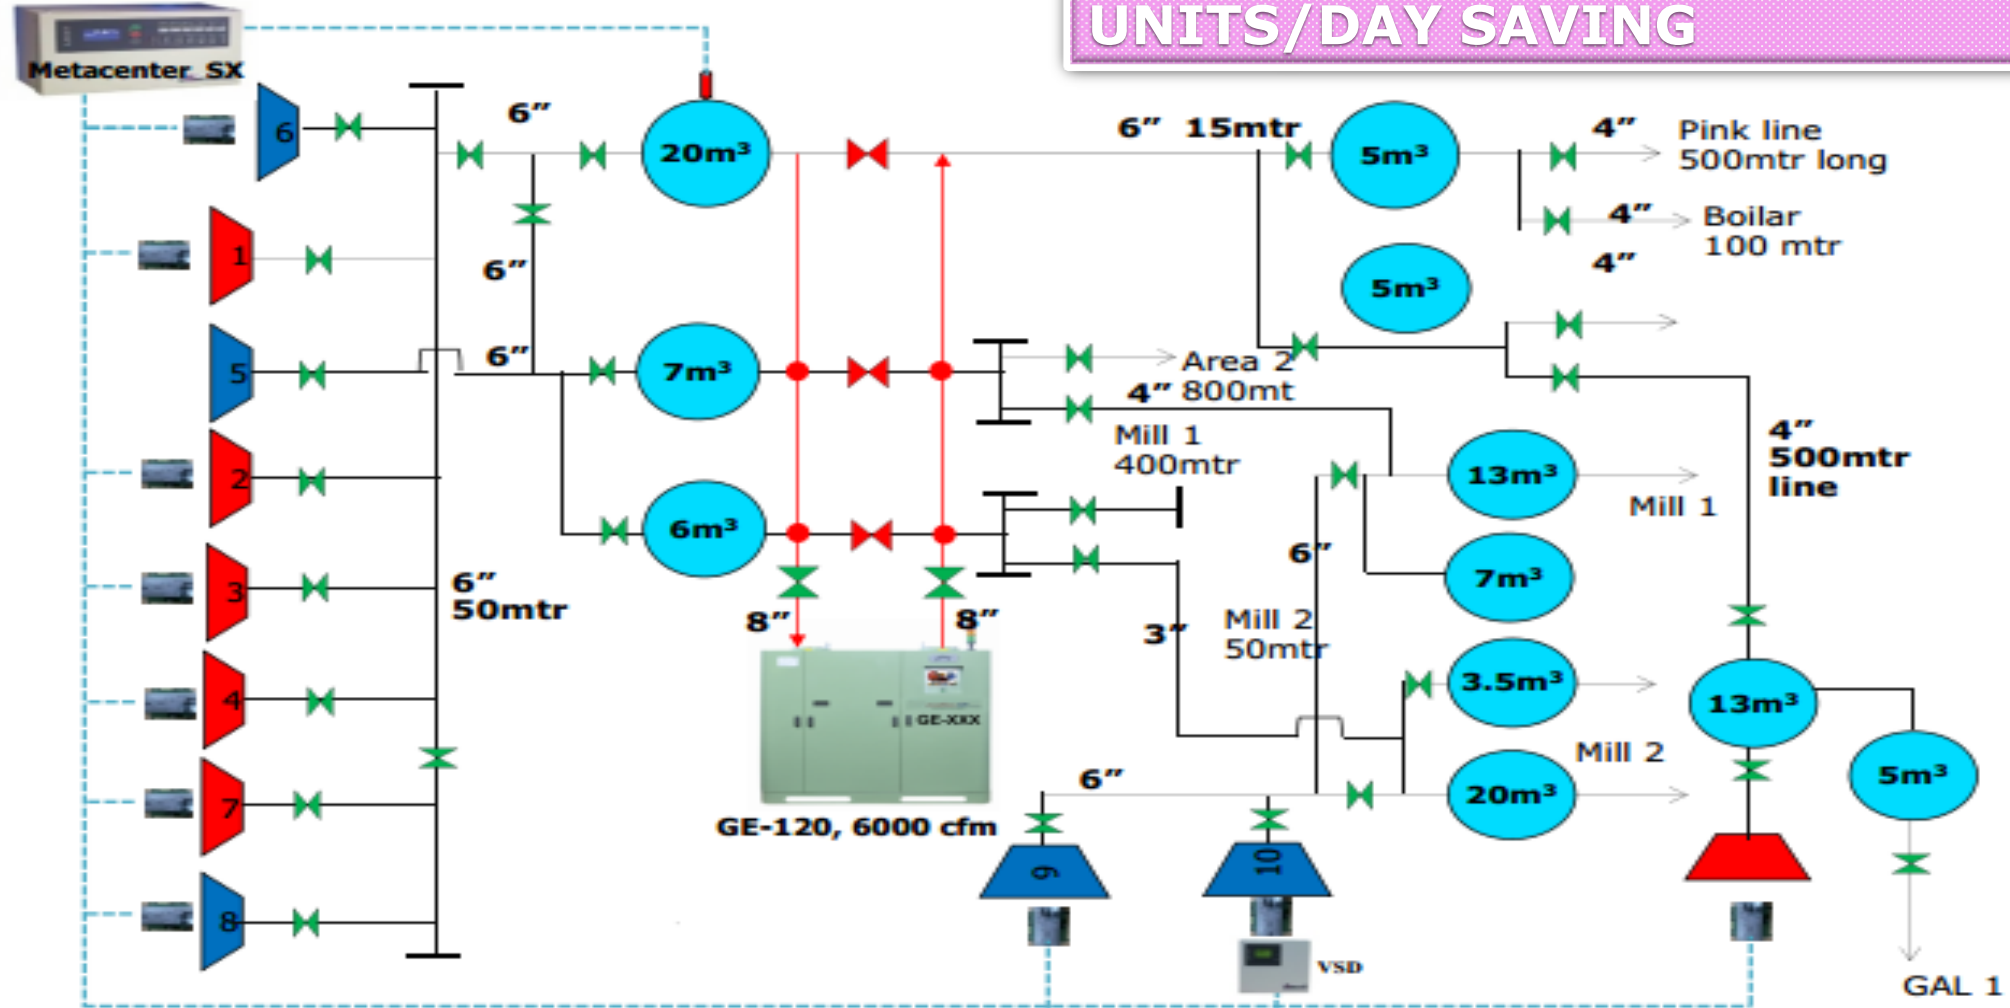 UNITS/DAY SAVING
Metacenter SX
6
6”
20m³
6” 15mtr
5m³
4”
Pink line
500mtr long
4”
Boilar
100 mtr
4”
1
6”
5m³
5
6”
7m³
Area 2
4” 800mt
Mill 1
400mtr
4”
500mtr
line
2
13m³
Mill 1
6m³
6”
3
6”
50mtr
7m³
8”
8”
3”
Mill 2
50mtr
4
3.5m³
13m³
GE-XXX
Mill 2
7
6”
20m³
5m³
GE-120, 6000 cfm
8
9
10
VSD
GAL 1